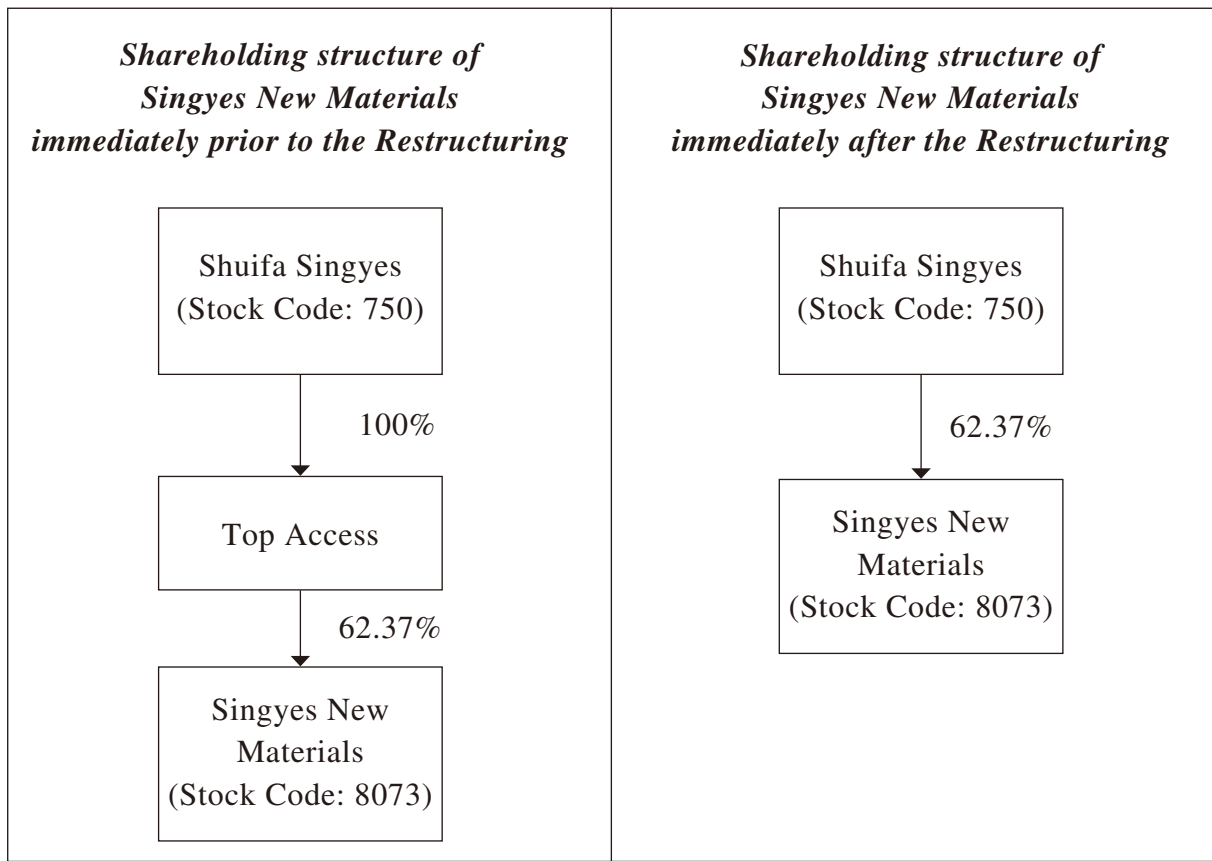 Shareholding structure of
Singyes New Materials
immediately prior to the Restructuring
Shuifa Singyes
(Stock Code: 750)
100%
Top Access
62.37%
Singyes New
Materials
(Stock Code: 8073)
Shareholding structure of
Singyes New Materials
immediately after the Restructuring
Shuifa Singyes
(Stock Code: 750)
62.37%
Singyes New
Materials
(Stock Code: 8073)